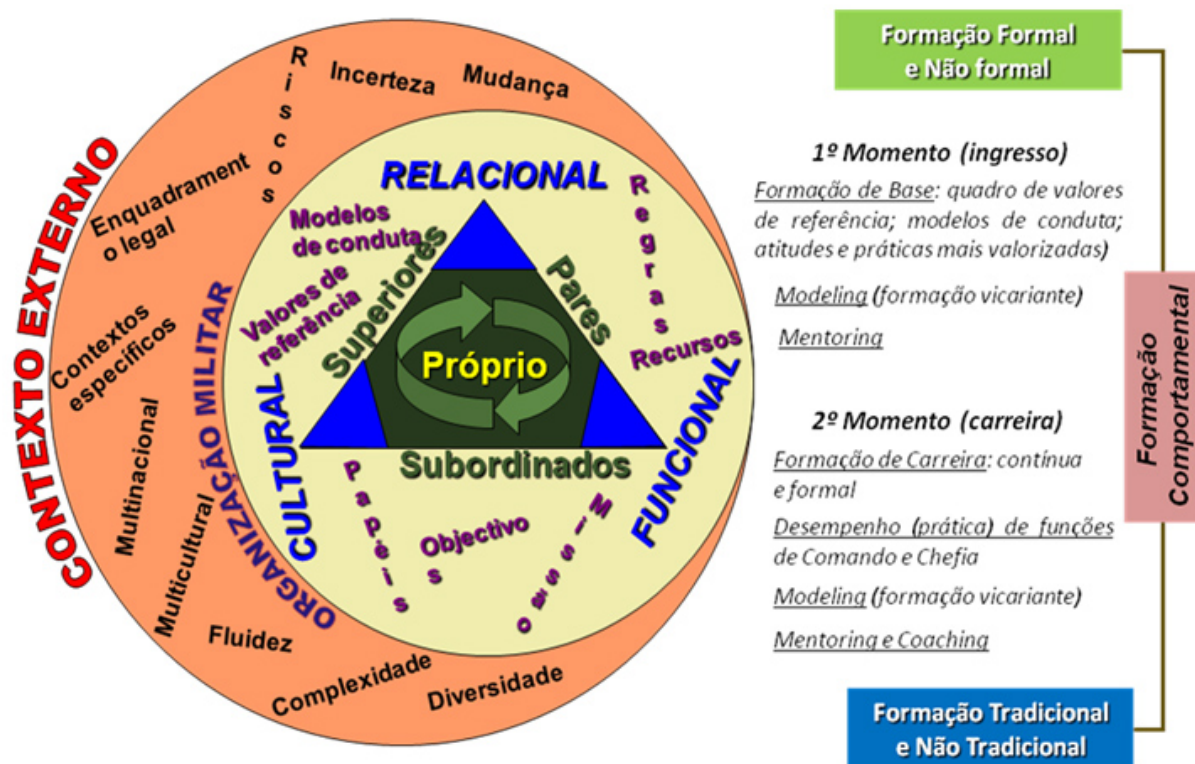 CONTEXTO EXTERNO
Riscos
Incerteza
Mudança
Enquadrament
o legal
Contextos
específicos
Multinacional
Multicultural
Fluidez
Complexidade
Diversidade
ORGANIZAÇÃO MILITAR
RELACIONAL
CULTURAL
FUNCIONAL
Modelos
de conduta
Valores de
referência
Regras
Recursos
Superiores
Pares
Próprio
Subordinados
Papéis
Objectivo
s
Missão
Formação Formal
e Não formal
1º Momento (ingresso)
Formação de Base: quadro de valores
de referência; modelos de conduta;
atitudes e práticas mais valorizadas)
Modeling (formação vicariante)
Mentoring
2º Momento (carreira)
Formação de Carreira: contínua
e formal
Desempenho (prática) de funções
de Comando e Chefia
Modeling (formação vicariante)
Mentoring e Coaching
Formação
Comportamental
Formação Tradicional
e Não Tradicional